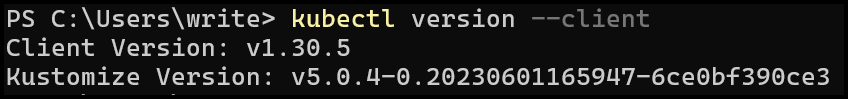 PS C:\Users\write> kubectl version --client
Client Version: v1.30.5
Kustomize Version: v5.0.4-0.20230601165947-6ce0bf390ce3